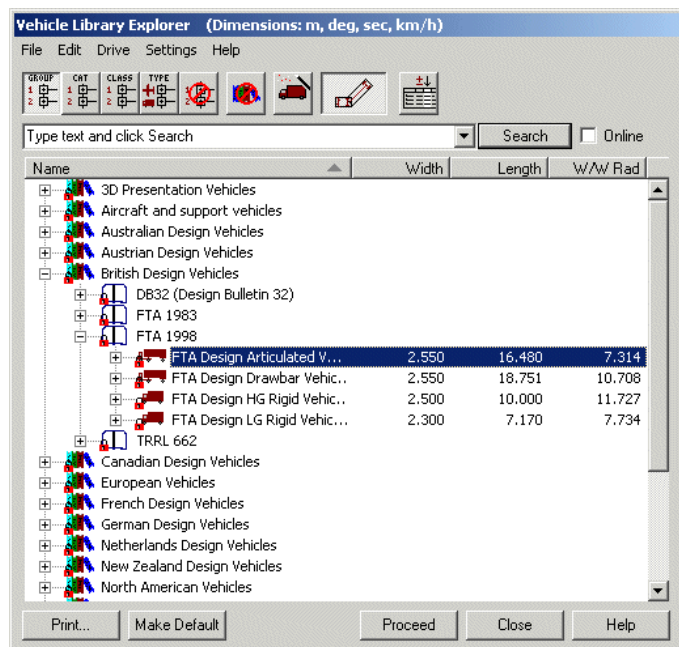 Vehicle Library Explorer (Dimensions: m, deg, sec, km/h)
File Edit Drive Settings Help
GROUP CAT CLASS TYPE
1 1 1
2 2 2
Type text and click Search Search Online
Name Width Length W/W Rad
3D Presentation Vehicles
Aircraft and support vehicles
Australian Design Vehicles
Austrian Design Vehicles
British Design Vehicles
DB32 (Design Bulletin 32)
FTA 1983
FTA 1998
FTA Design Articulated V... 2.550 16.480 7.314
FTA Design Drawbar Vehic.. 2.550 18.751 10.708
FTA Design HG Rigid Vehic.. 2.500 10.000 11.727
FTA Design LG Rigid Vehic... 2.300 7.170 7.734
TRRL 662
Canadian Design Vehicles
European Vehicles
French Design Vehicles
German Design Vehicles
Netherlands Design Vehicles
New Zealand Design Vehicles
North American Vehicles
Print... Make Default Proceed Close Help